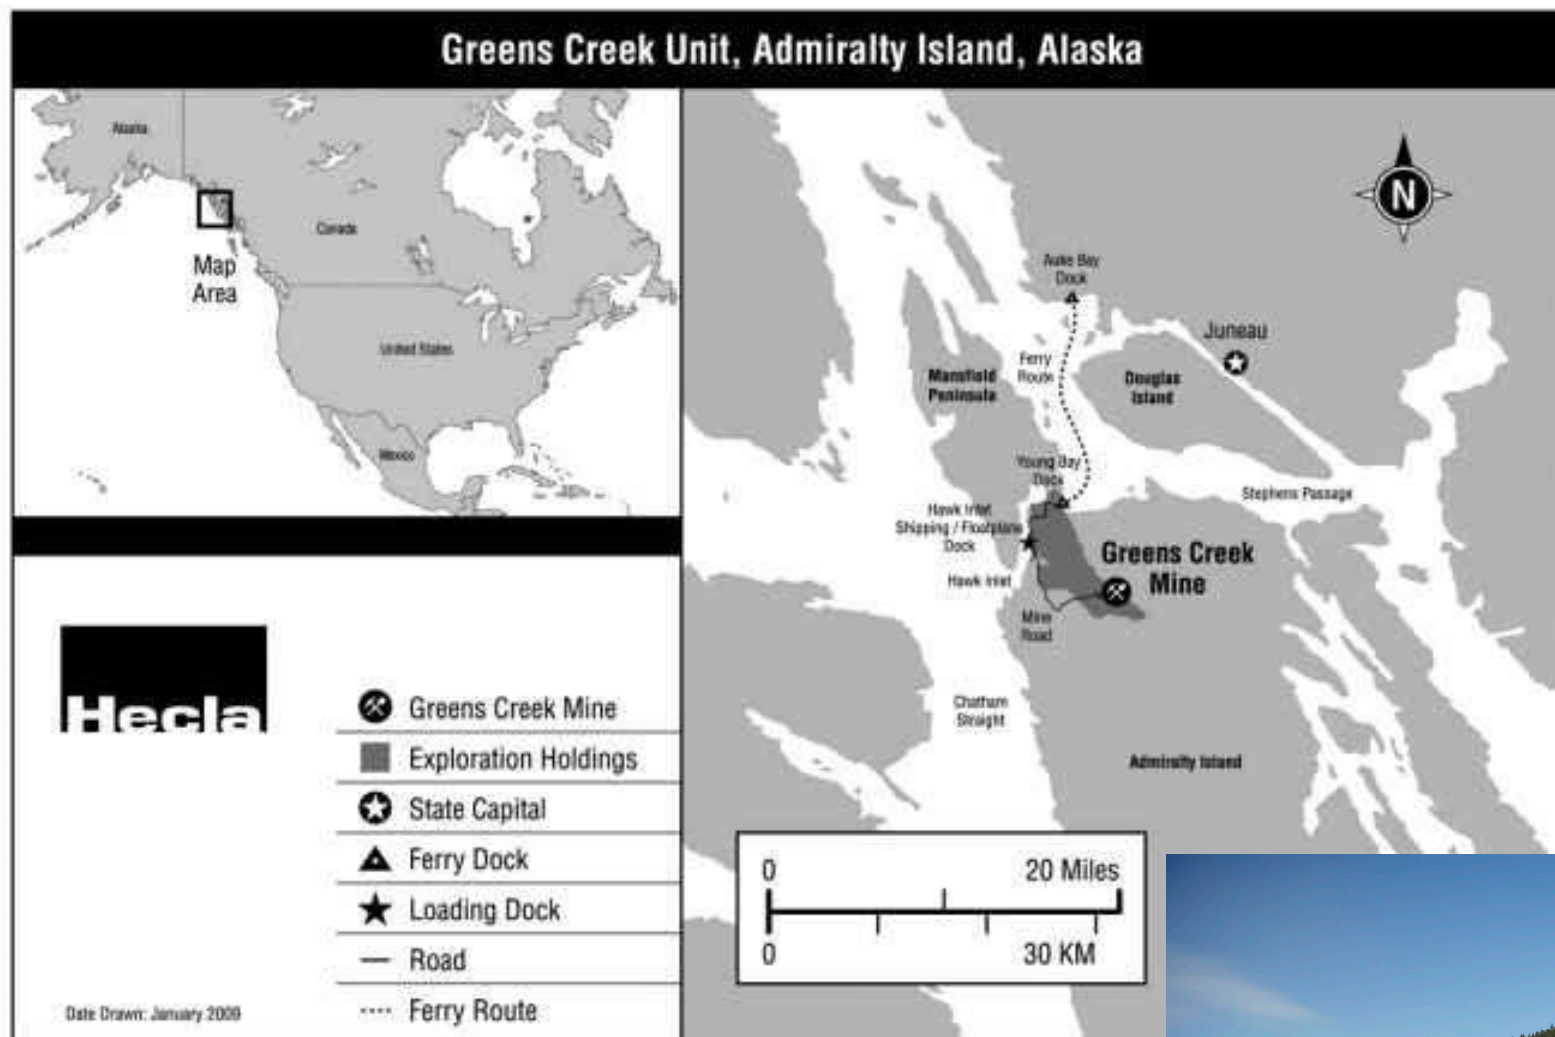 Greens Creek Unit, Admiralty Island, Alaska
Alaska
Canada
Map
Area
United States
Mexico
Hecla
Greens Creek Mine
Exploration Holdings
State Capital
Ferry Dock
Loading Dock
Road
Ferry Route
Date Drawn: January 2009
N
Auke Bay
Dock
Juneau
Ferry
Route
Mansfield
Peninsula
Douglas
Island
Young Bay
Dock
Stephens Passage
Hawk Inlet
Shipping / Floatplane
Dock
Greens Creek
Mine
Hawk Inlet
Mine
Road
Chatham
Straight
Admiralty Island
0 20 Miles
0 30 KM